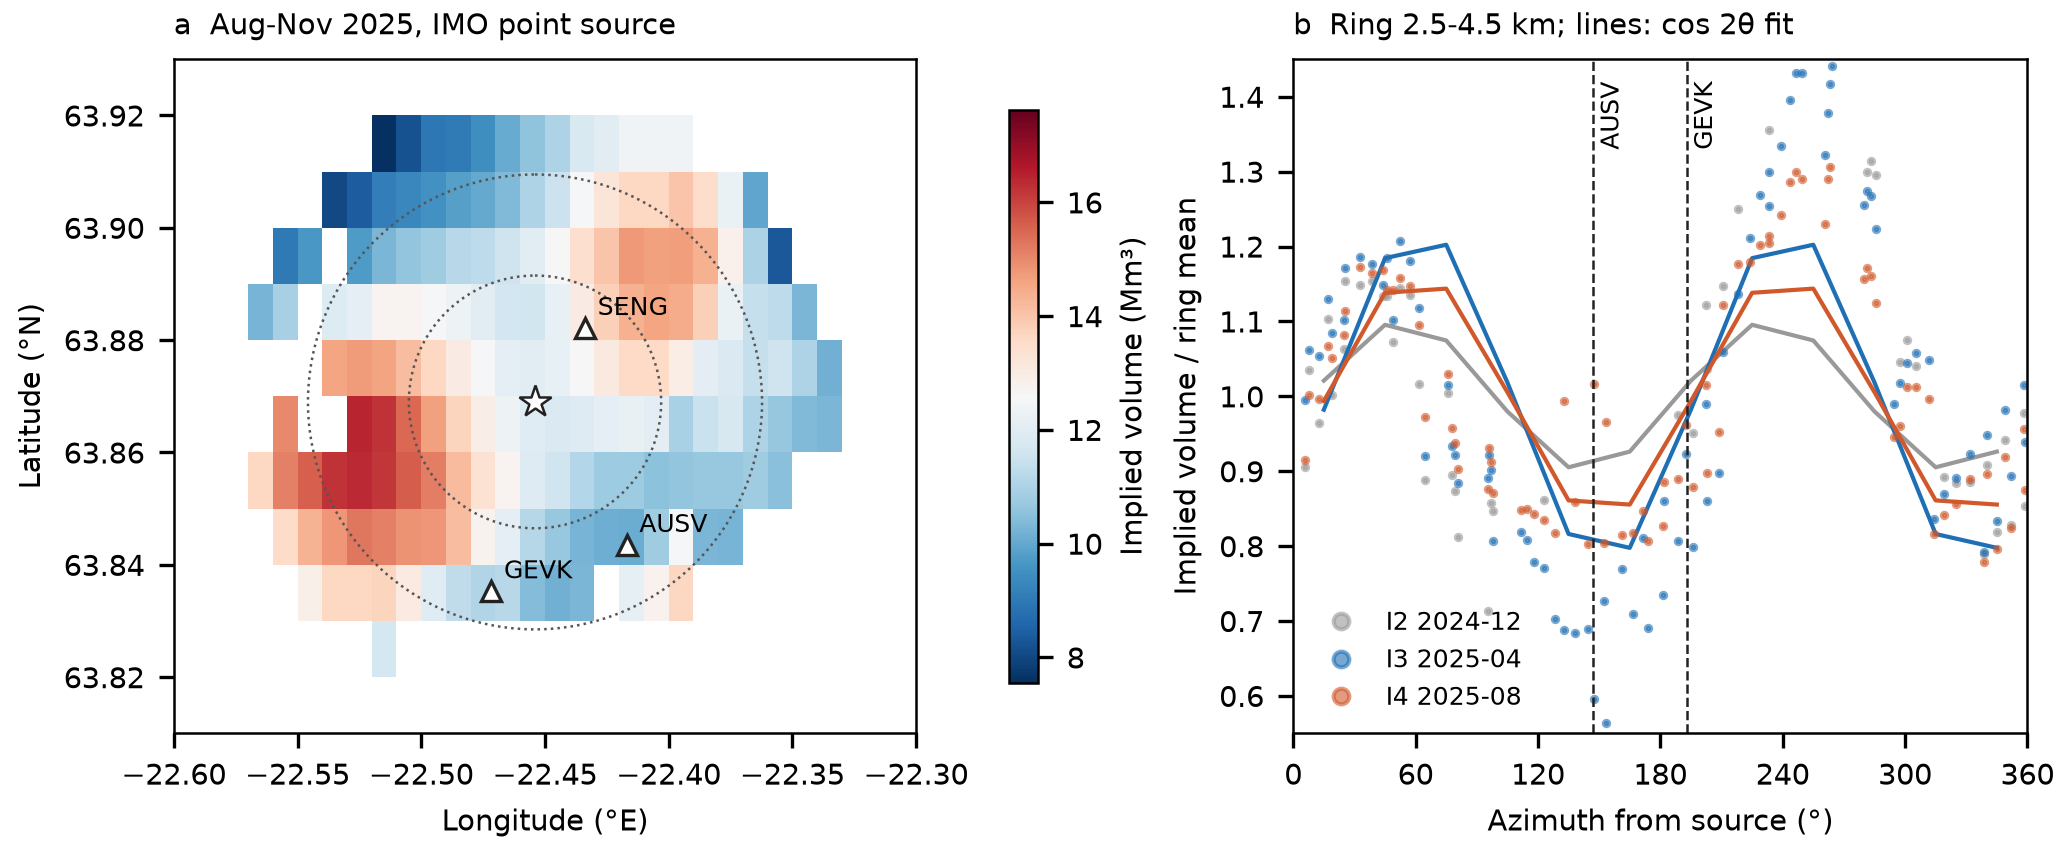 a Aug-Nov 2025, IMO point source
Latitude (°N)
63.92
63.90
63.88
63.86
63.84
63.82
SENG
AUSV
GEVK
−22.60 −22.55 −22.50 −22.45 −22.40 −22.35 −22.30
Longitude (°E)
16
14
12
10
8
Implied volume (Mm³)
b Ring 2.5-4.5 km; lines: cos 2θ fit
Implied volume / ring mean
1.4
1.3
1.2
1.1
1.0
0.9
0.8
0.7
0.6
AUSV
GEVK
I2 2024-12
I3 2025-04
I4 2025-08
0 60 120 180 240 300 360
Azimuth from source (°)